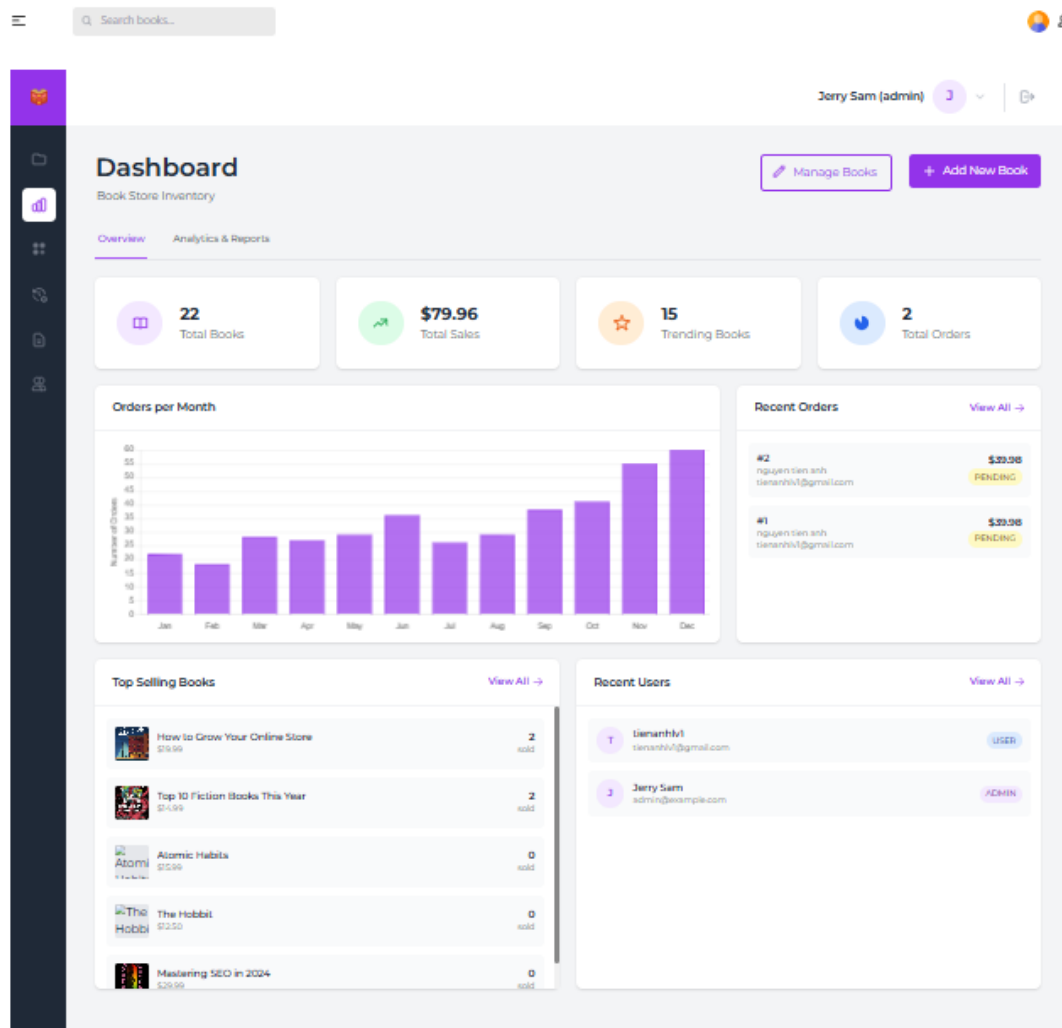 Search books...
Jerry Sam (admin) J
Dashboard
Book Store Inventory
Manage Books
+ Add New Book
Overview Analytics & Reports
22
Total Books
$79.96
Total Sales
15
Trending Books
2
Total Orders
Orders per Month
Number of Orders
60
55
50
45
40
35
30
25
20
15
10
5
0
Jan Feb Mar Apr May Jun Jul Aug Sep Oct Nov Dec
Recent Orders View All →
#2 $39.98
nguyen tien anh PENDING
tienanhlv1@gmail.com
#1 $39.98
nguyen tien anh PENDING
tienanhlv1@gmail.com
Top Selling Books View All →
How to Grow Your Online Store 2
$19.99 sold
Top 10 Fiction Books This Year 2
$14.99 sold
Atomi
Atomic Habits 0
$15.99 sold
The
Hobbi
The Hobbit 0
$12.50 sold
Mastering SEO in 2024 0
$29.99 sold
Recent Users View All →
T tienanhlv1 USER
tienanhlv1@gmail.com
J Jerry Sam ADMIN
admin@example.com